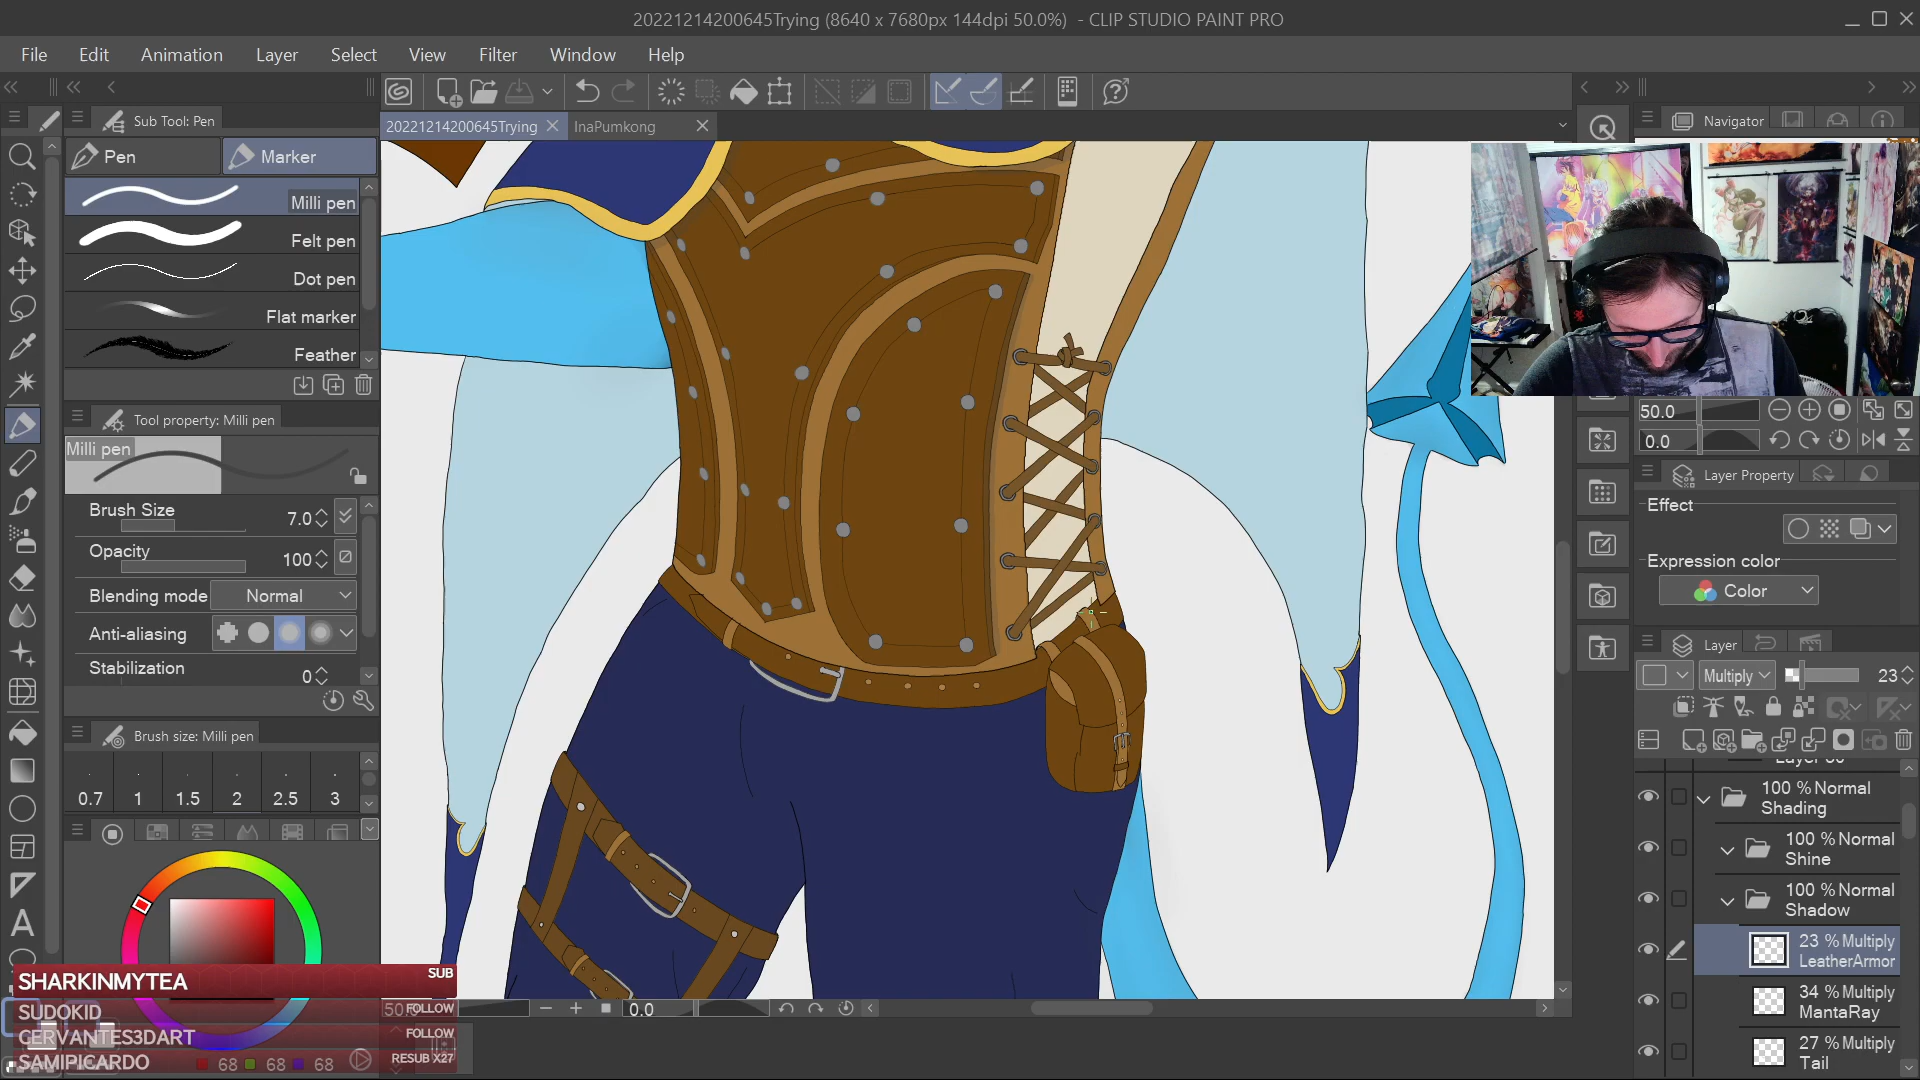 20221214200645Trying (8640 x 7680px 144dpi 50.0%)  - CLIP STUDIO PAINT PRO
File Edit Animation Layer Select View Filter Window Help
Sub Tool: Pen
Navigator
20221214200645Trying
InaPumkong
Pen
Marker
Milli pen
Felt pen
Dot pen
Flat marker
Feather
Tool property: Milli pen
Milli pen
Brush Size 7.0
Opacity 100
Blending mode Normal
Anti-aliasing
Stabilization 0
Brush size: Milli pen
0.7 1 1.5 2 2.5 3
50.0
0.0
Layer Property
Effect
Expression color
Color
Layer
Multiply 23
100 % Normal
Shading
100 % Normal
Shine
100 % Normal
Shadow
23 % Multiply
LeatherArmor
34 % Multiply
MantaRay
27 % Multiply
Tail
0.0
SHARKINMYTEA SUB
SUDOKID FOLLOW
CERVANTES3DART FOLLOW
SAMIPICARDO RESUB X27
68 68 68